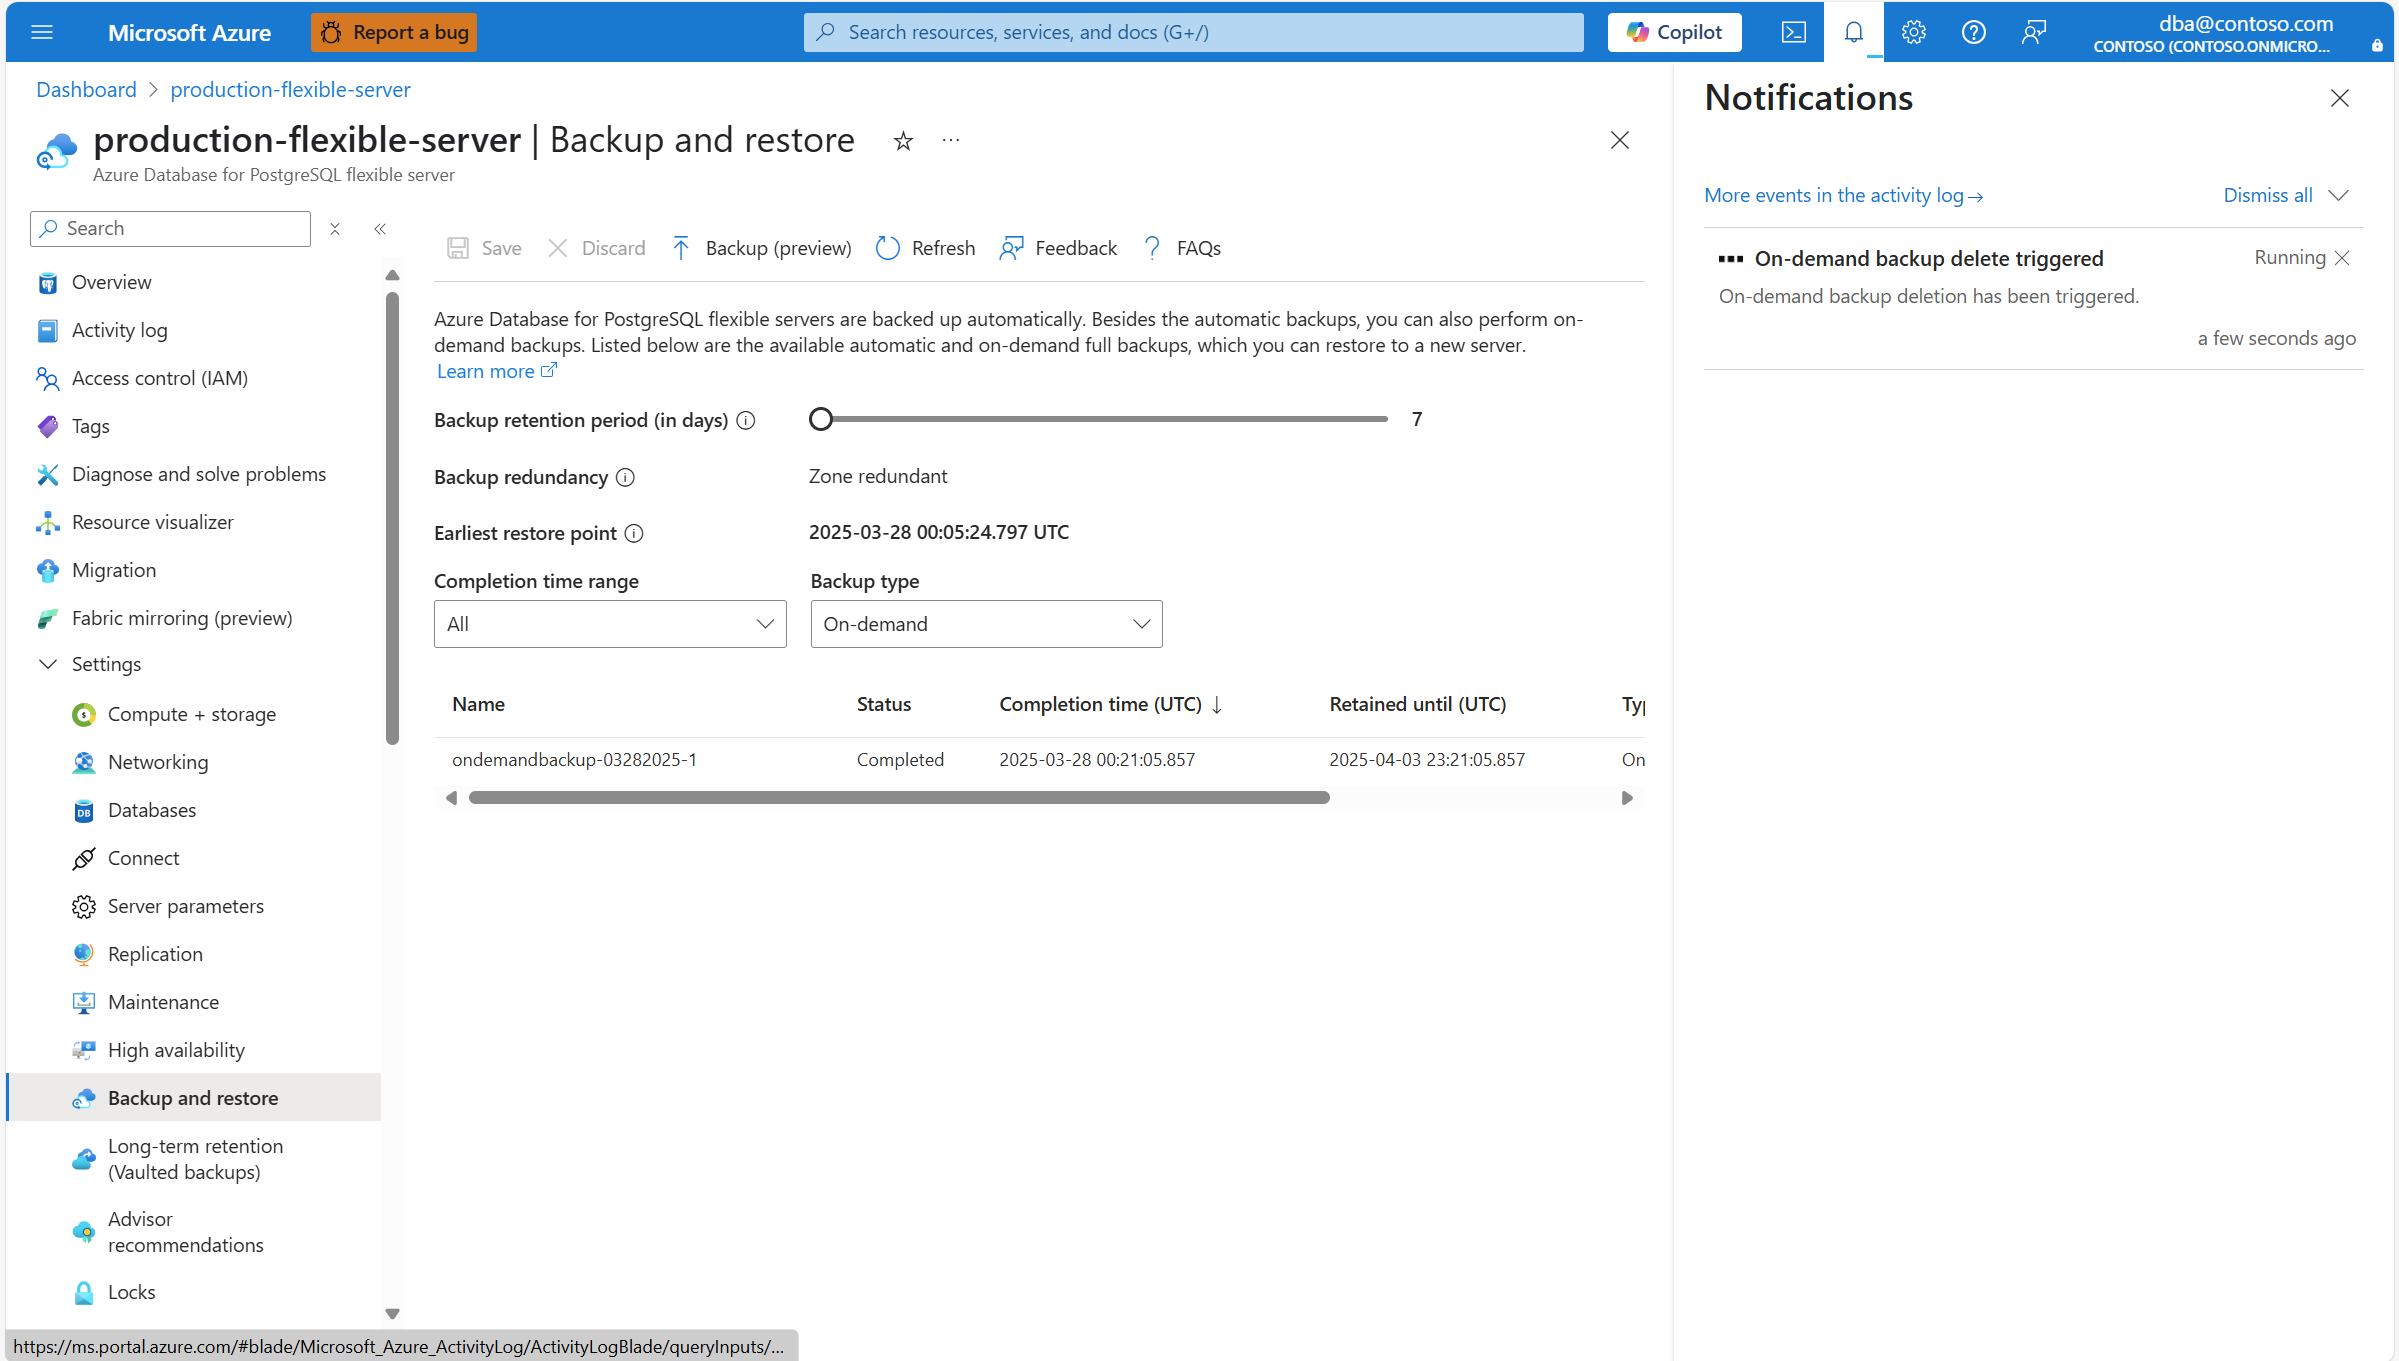 Microsoft Azure
Report a bug
Search resources, services, and docs (G+/)
Copilot
dba@contoso.com
CONTOSO (CONTOSO.ONMICRO...
Dashboard > production-flexible-server
production-flexible-server | Backup and restore
Azure Database for PostgreSQL flexible server
Search
Overview
Activity log
Access control (IAM)
Tags
Diagnose and solve problems
Resource visualizer
Migration
Fabric mirroring (preview)
Settings
Compute + storage
Networking
Databases
Connect
Server parameters
Replication
Maintenance
High availability
Backup and restore
Long-term retention
(Vaulted backups)
Advisor
recommendations
Locks
https://ms.portal.azure.com/#blade/Microsoft_Azure_ActivityLog/ActivityLogBlade/queryInputs/...
Save Discard Backup (preview) Refresh Feedback FAQs
Azure Database for PostgreSQL flexible servers are backed up automatically. Besides the automatic backups, you can also perform on-
demand backups. Listed below are the available automatic and on-demand full backups, which you can restore to a new server.
Learn more
Backup retention period (in days) 7
Backup redundancy Zone redundant
Earliest restore point 2025-03-28 00:05:24.797 UTC
Completion time range Backup type
All On-demand
Name Status Completion time (UTC) ↓ Retained until (UTC) Typ
ondemandbackup-03282025-1 Completed 2025-03-28 00:21:05.857 2025-04-03 23:21:05.857 On
Notifications
More events in the activity log → Dismiss all
On-demand backup delete triggered Running
On-demand backup deletion has been triggered.
a few seconds ago